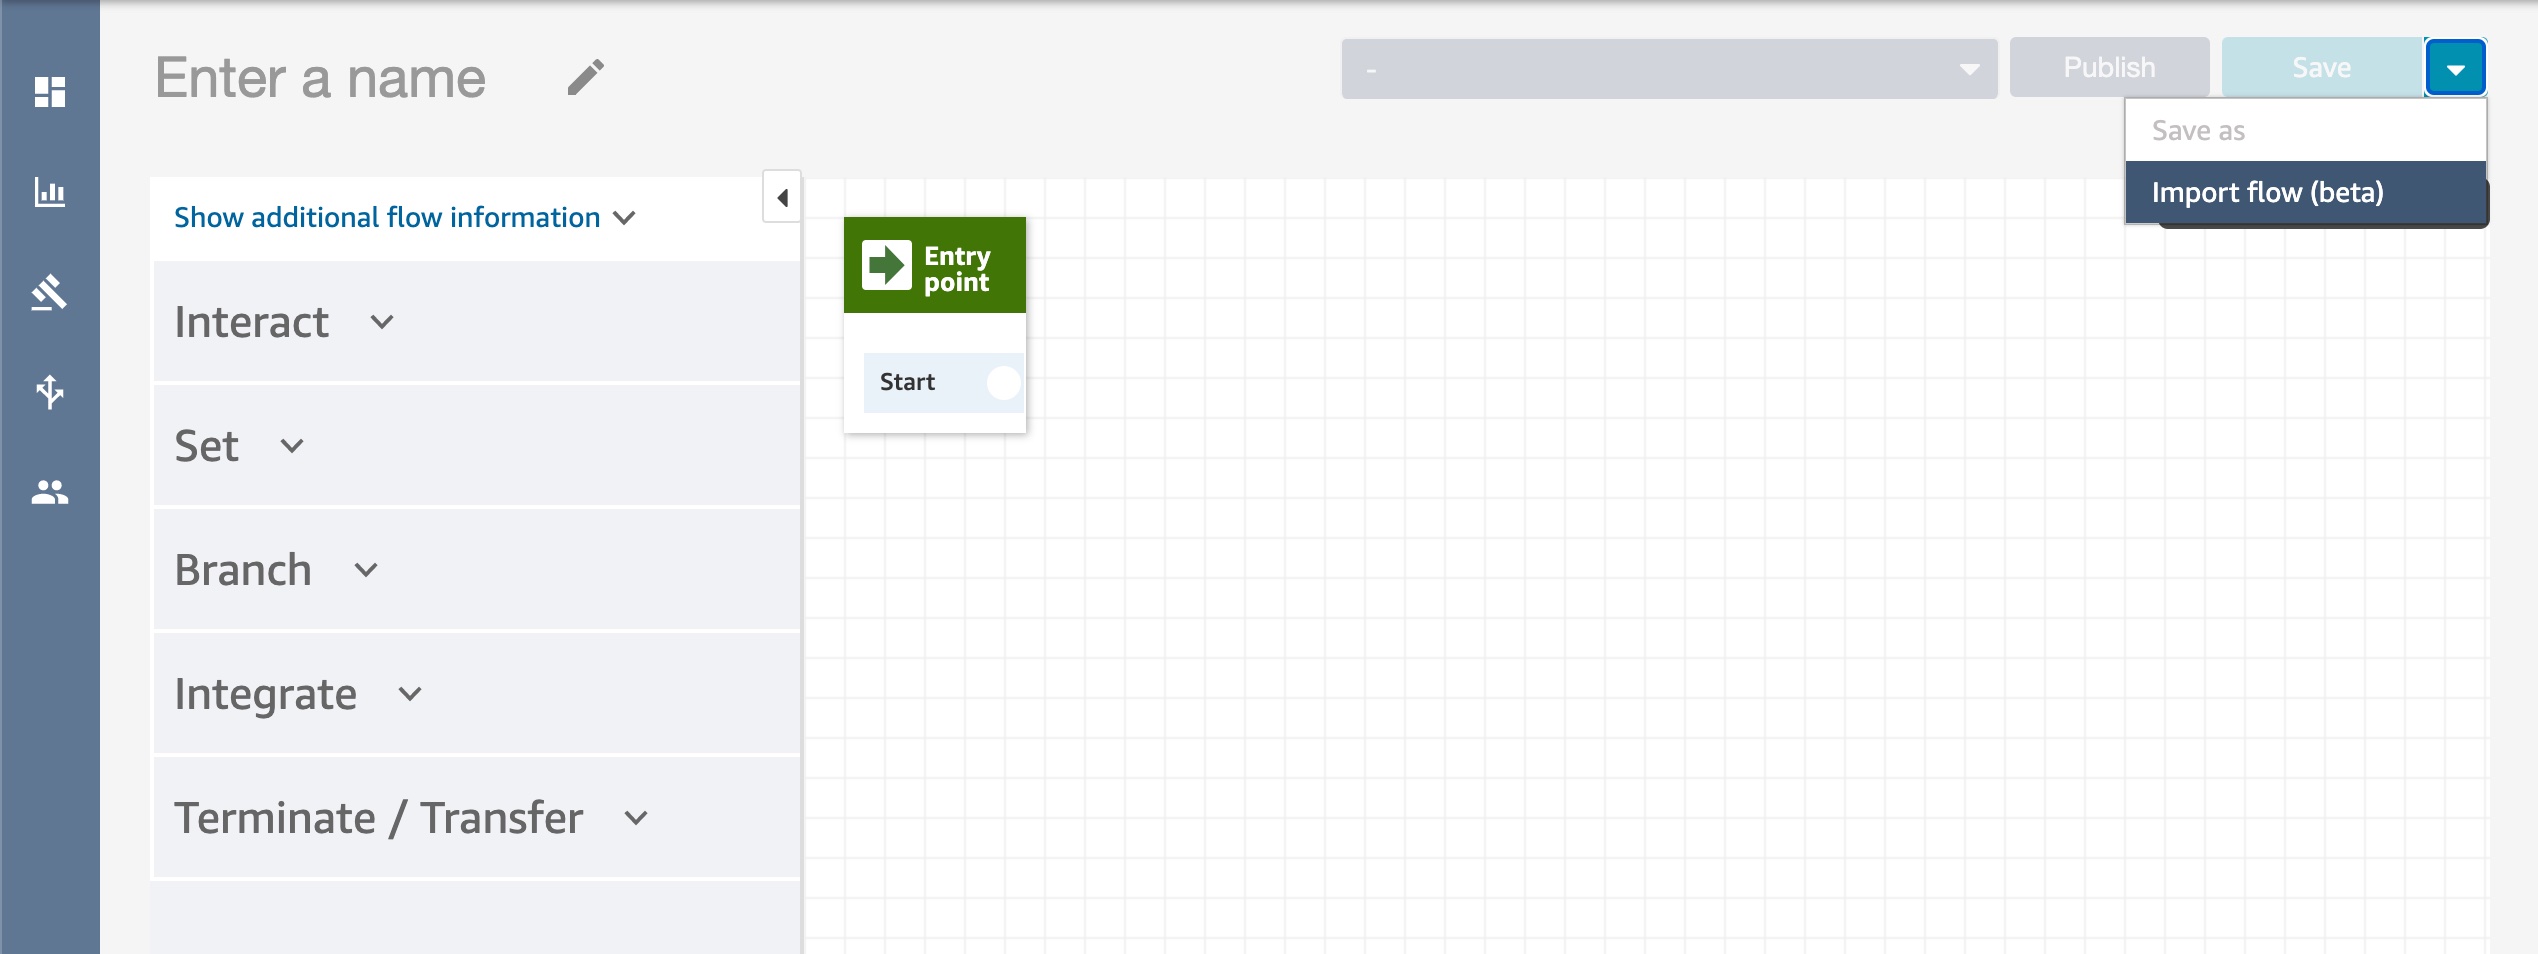 Enter a name
-
Publish
Save
Save as
Import flow (beta)
Show additional flow information
Interact
Set
Branch
Integrate
Terminate / Transfer
Entry
point
Start